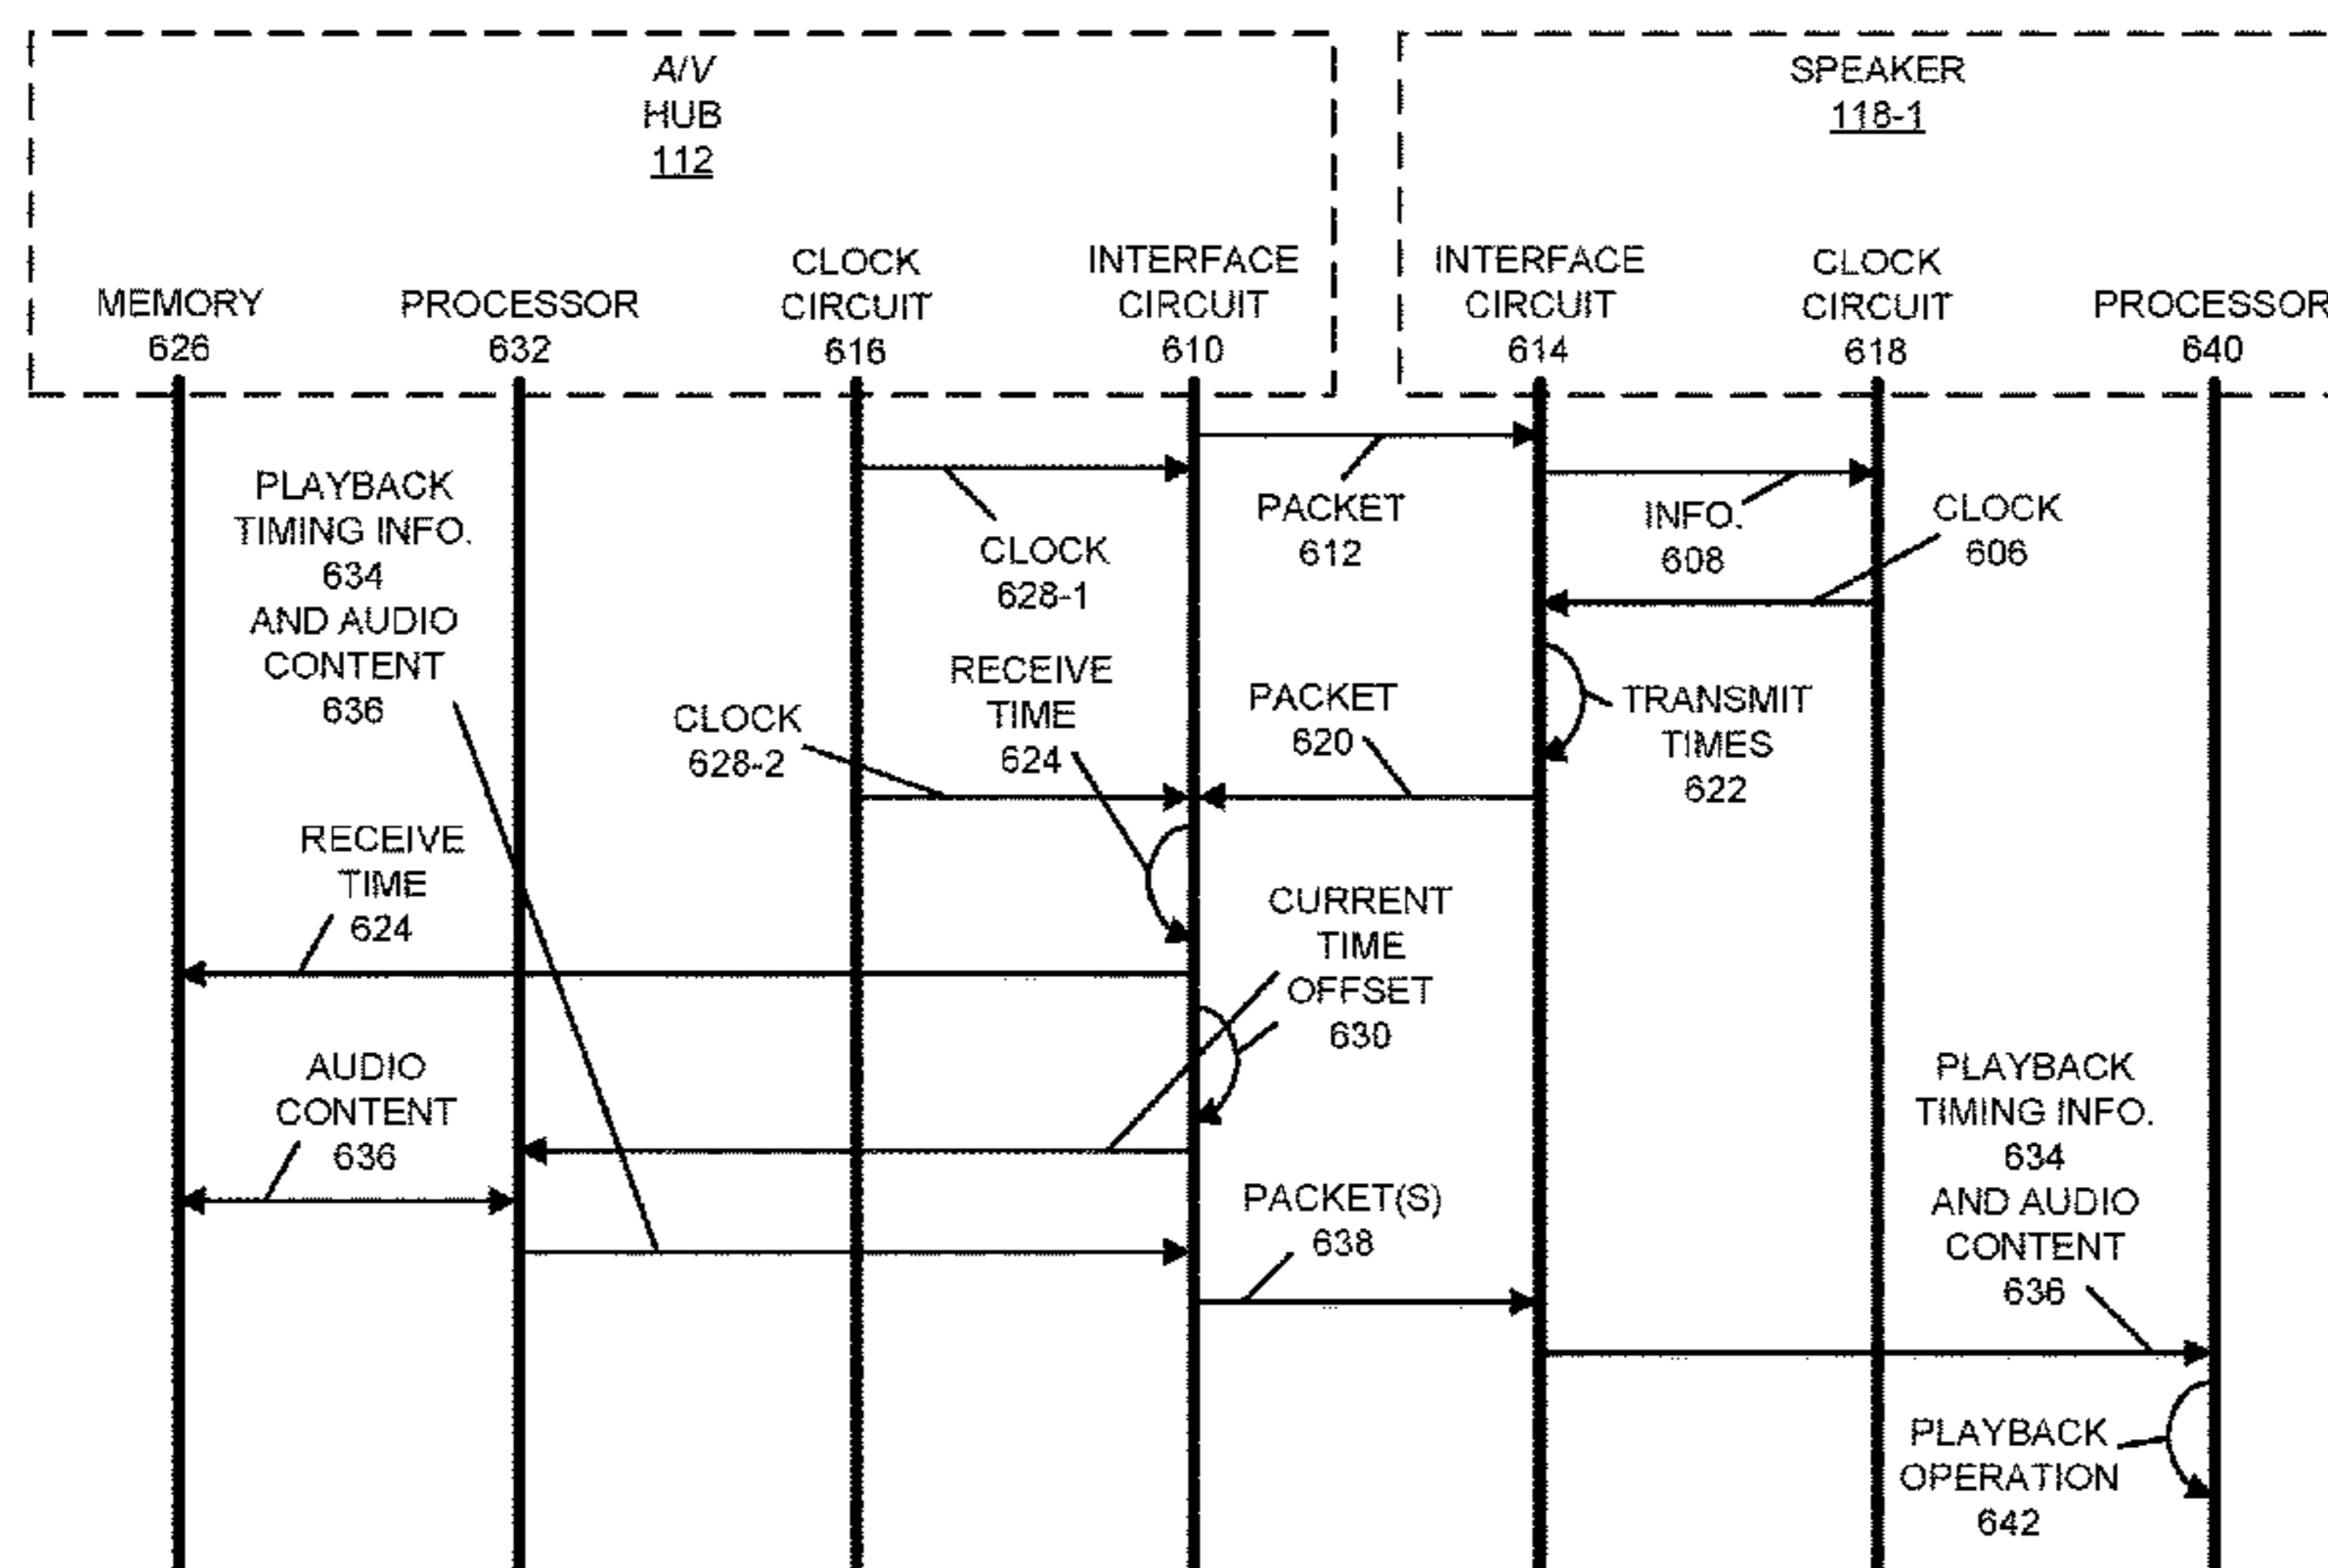 A/V
HUB
112
SPEAKER
118-1
MEMORY
626
PROCESSOR
632
CLOCK
CIRCUIT
616
INTERFACE
CIRCUIT
610
INTERFACE
CIRCUIT
614
CLOCK
CIRCUIT
618
PROCESSOR
640
PLAYBACK
TIMING INFO.
634
AND AUDIO
CONTENT
636
CLOCK
628-1
PACKET
612
INFO.
608
CLOCK
606
RECEIVE
TIME
624
CLOCK
628-2
PACKET
620
TRANSMIT
TIMES
622
RECEIVE
TIME
624
CURRENT
TIME
OFFSET
630
AUDIO
CONTENT
636
PACKET(S)
638
PLAYBACK
TIMING INFO.
634
AND AUDIO
CONTENT
636
PLAYBACK
OPERATION
642